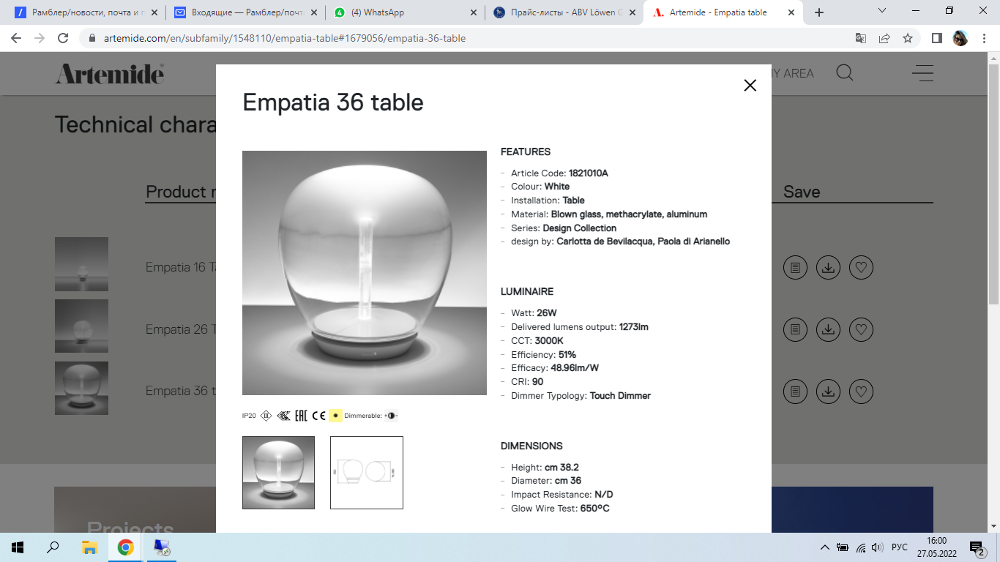 Рамблер/новости, почта и п
Входящие — Рамблер/почт
(4) WhatsApp
Прайс-листы - ABV Löwen G
Artemide - Empatia table
artemide.com/en/subfamily/1548110/empatia-table#1679056/empatia-36-table
Artemide®
MY AREA
Technical chara
Empatia 36 table
Product n
Save
FEATURES
- Article Code: 1821010A
- Colour: White
- Installation: Table
- Material: Blown glass, methacrylate, aluminum
- Series: Design Collection
- design by: Carlotta de Bevilacqua, Paola di Arianello
Empatia 16 Ta
Empatia 26 T
Empatia 36 t
LUMINAIRE
- Watt: 26W
- Delivered lumens output: 1273lm
- CCT: 3000K
- Efficiency: 51%
- Efficacy: 48.96lm/W
- CRI: 90
- Dimmer Typology: Touch Dimmer
IP20 III EAC CE Dimmerable:
DIMENSIONS
- Height: cm 38.2
- Diameter: cm 36
- Impact Resistance: N/D
- Glow Wire Test: 650°C
Projects
РУС
16:00
27.05.2022
2